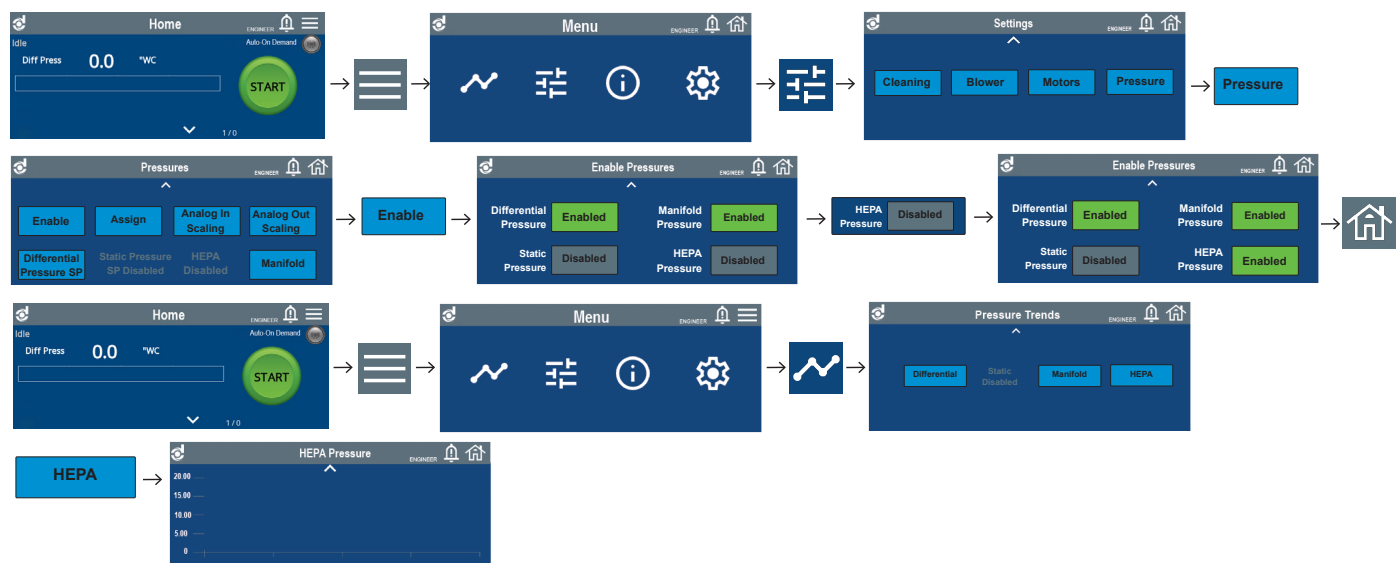 Home
ENGINEER
Idle
Auto-On Demand
Diff Press 0.0 "WC
START
1 / 0
Menu
ENGINEER
Settings
ENGINEER
Cleaning Blower Motors Pressure
Pressure
Pressures
ENGINEER
Enable Assign Analog In Scaling Analog Out Scaling
Differential Pressure SP Static Pressure SP Disabled HEPA Disabled Manifold
Enable
Enable Pressures
ENGINEER
Differential Pressure Enabled Manifold Pressure Enabled
Static Pressure Disabled HEPA Pressure Disabled
HEPA Pressure Disabled
Enable Pressures
ENGINEER
Differential Pressure Enabled Manifold Pressure Enabled
Static Pressure Disabled HEPA Pressure Enabled
Home
ENGINEER
Idle
Auto-On Demand
Diff Press 0.0 "WC
START
1 / 0
Menu
ENGINEER
Pressure Trends
ENGINEER
Differential Static Disabled Manifold HEPA
HEPA
HEPA Pressure
ENGINEER
20.00
15.00
10.00
5.00
0